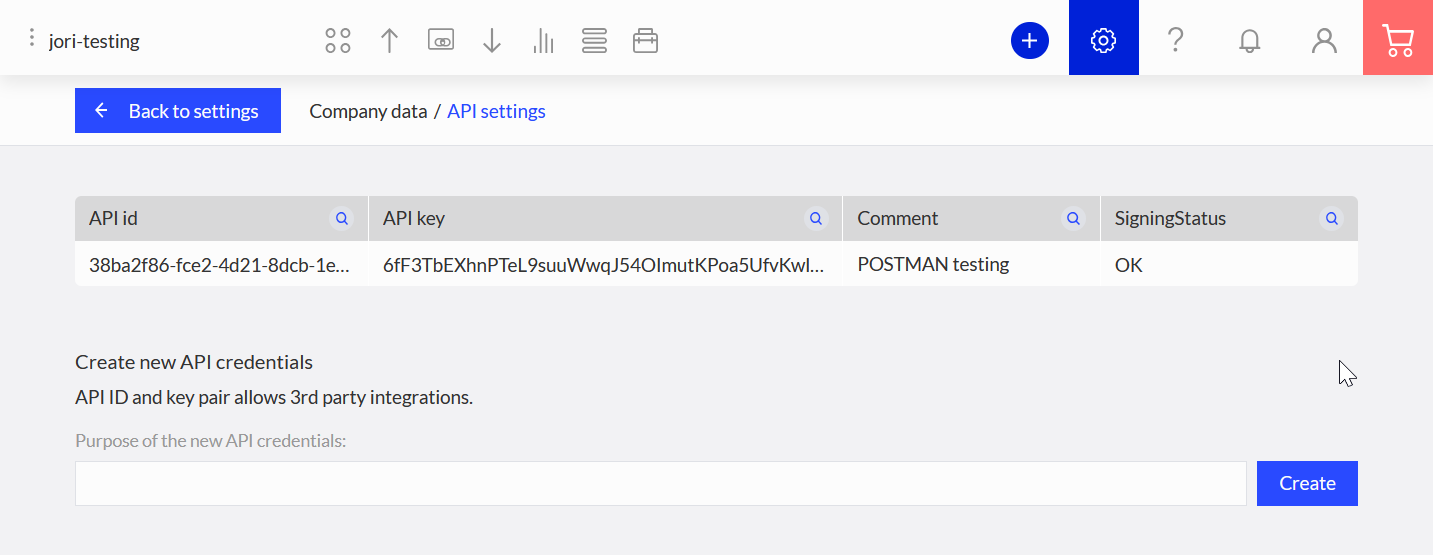 jori-testing
Back to settings
Company data / API settings
API id API key Comment SigningStatus
38ba2f86-fce2-4d21-8dcb-1e... 6fF3TbEXhnPTeL9suuWwqJ54OImutKPoa5UfvKwI... POSTMAN testing OK
Create new API credentials
API ID and key pair allows 3rd party integrations.
Purpose of the new API credentials:
Create